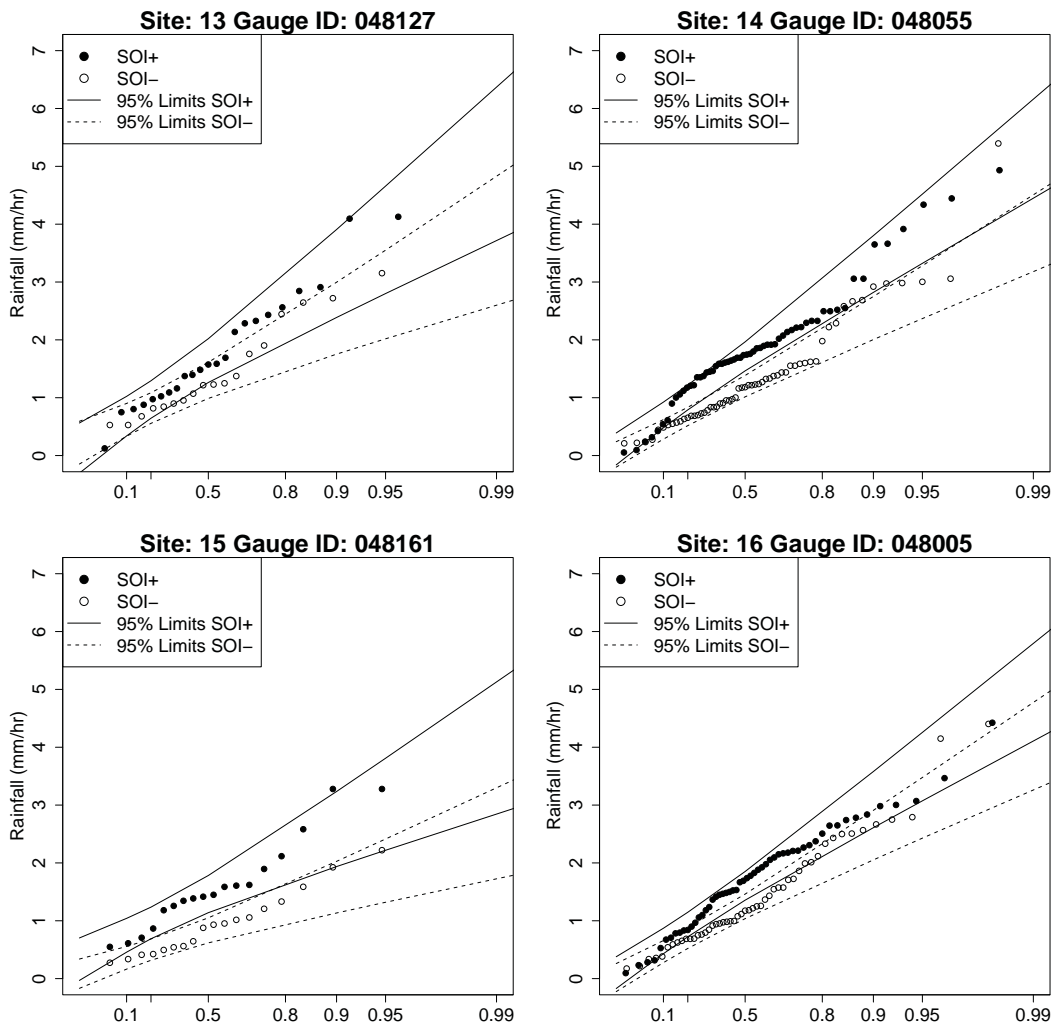 Site: 13 Gauge ID: 048127
Rainfall (mm/hr)
7
6
5
4
3
2
1
0
SOI+
SOI−
95% Limits SOI+
95% Limits SOI−
0.1 0.5 0.8 0.9 0.95 0.99
Site: 14 Gauge ID: 048055
Rainfall (mm/hr)
7
6
5
4
3
2
1
0
SOI+
SOI−
95% Limits SOI+
95% Limits SOI−
0.1 0.5 0.8 0.9 0.95 0.99
Site: 15 Gauge ID: 048161
Rainfall (mm/hr)
7
6
5
4
3
2
1
0
SOI+
SOI−
95% Limits SOI+
95% Limits SOI−
0.1 0.5 0.8 0.9 0.95 0.99
Site: 16 Gauge ID: 048005
Rainfall (mm/hr)
7
6
5
4
3
2
1
0
SOI+
SOI−
95% Limits SOI+
95% Limits SOI−
0.1 0.5 0.8 0.9 0.95 0.99